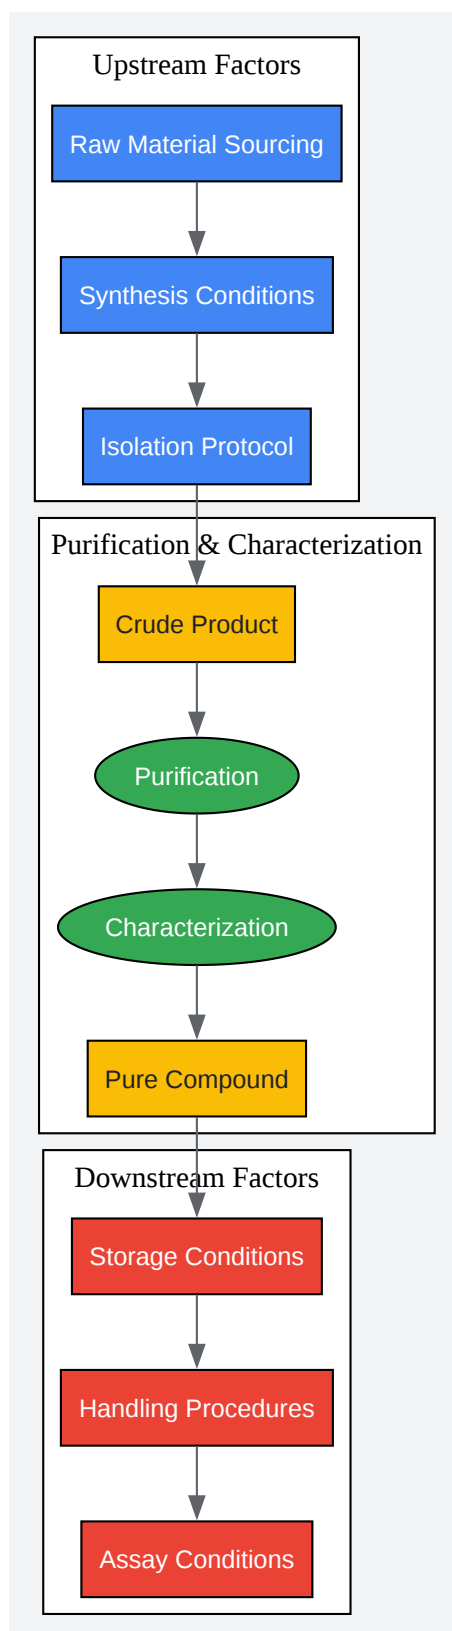 Upstream Factors
Raw Material Sourcing
Synthesis Conditions
Isolation Protocol
Purification & Characterization
Crude Product
Purification
Characterization
Pure Compound
Downstream Factors
Storage Conditions
Handling Procedures
Assay Conditions